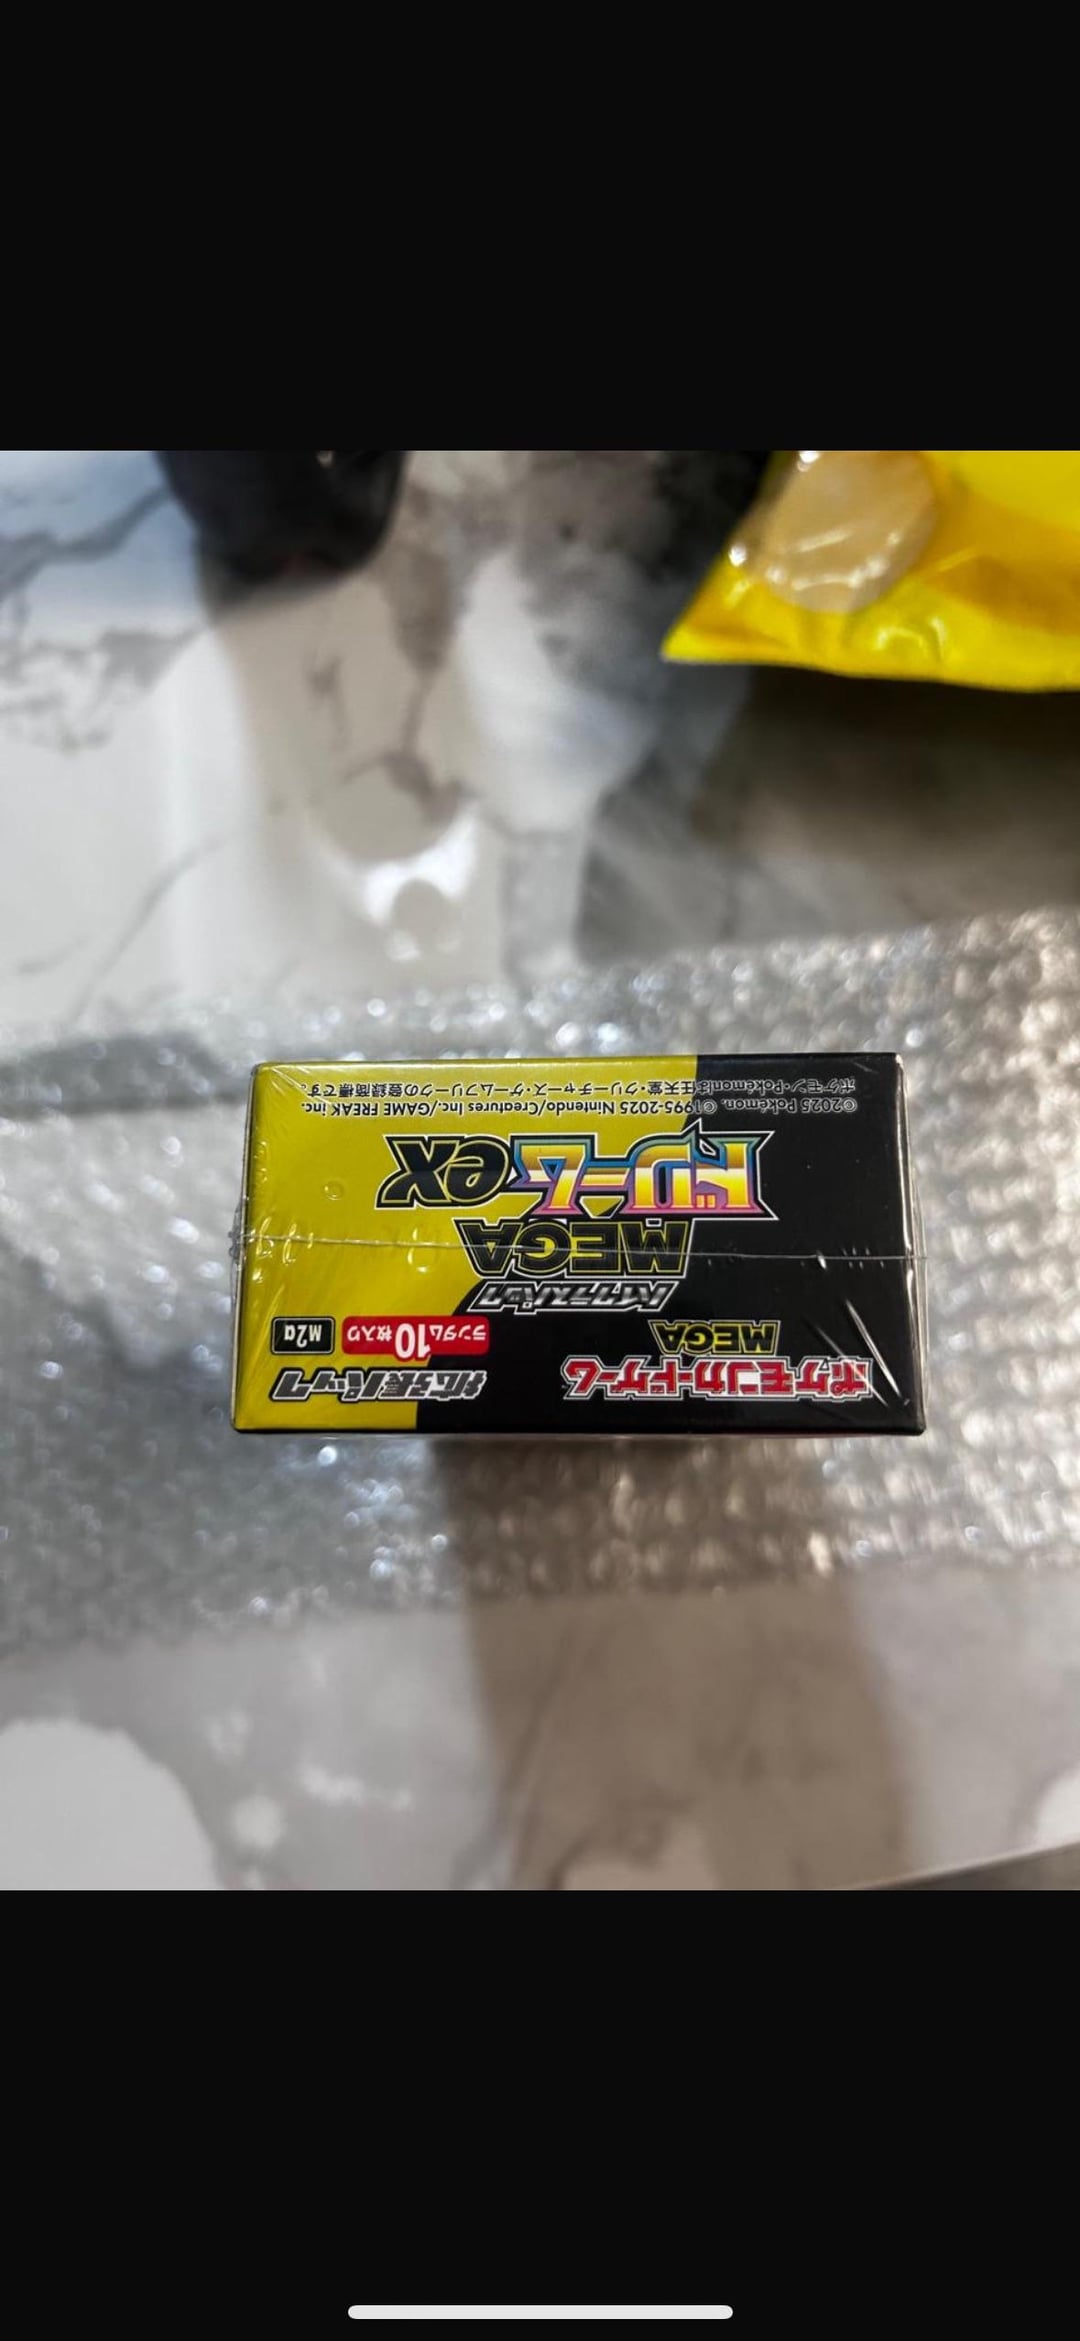 ポケモンカードゲーム
MEGA
拡張パック
ランダム10枚入り
M2a
ハイクラスパック
MEGA
ドリームex
©2025 Pokémon. ©1995-2025 Nintendo/Creatures Inc./GAME FREAK inc.
ポケモン・Pokémonは任天堂・クリーチャーズ・ゲームフリークの登録商標です。